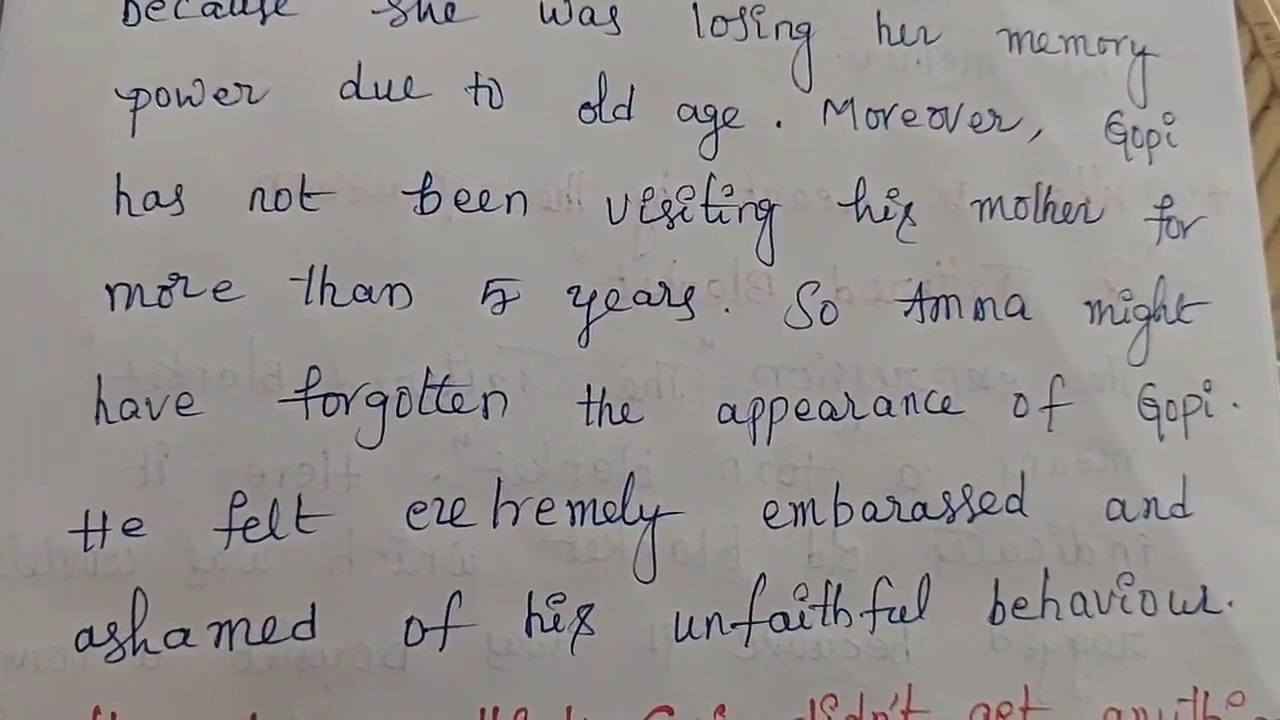 because she was losing her memory
power due to old age. Moreover, Gopi
has not been visiting his mother for
more than 5 years. So Amma might
have forgotten the appearance of Gopi.
He felt extremely embarassed and
ashamed of his unfaithful behaviour.
didn't get